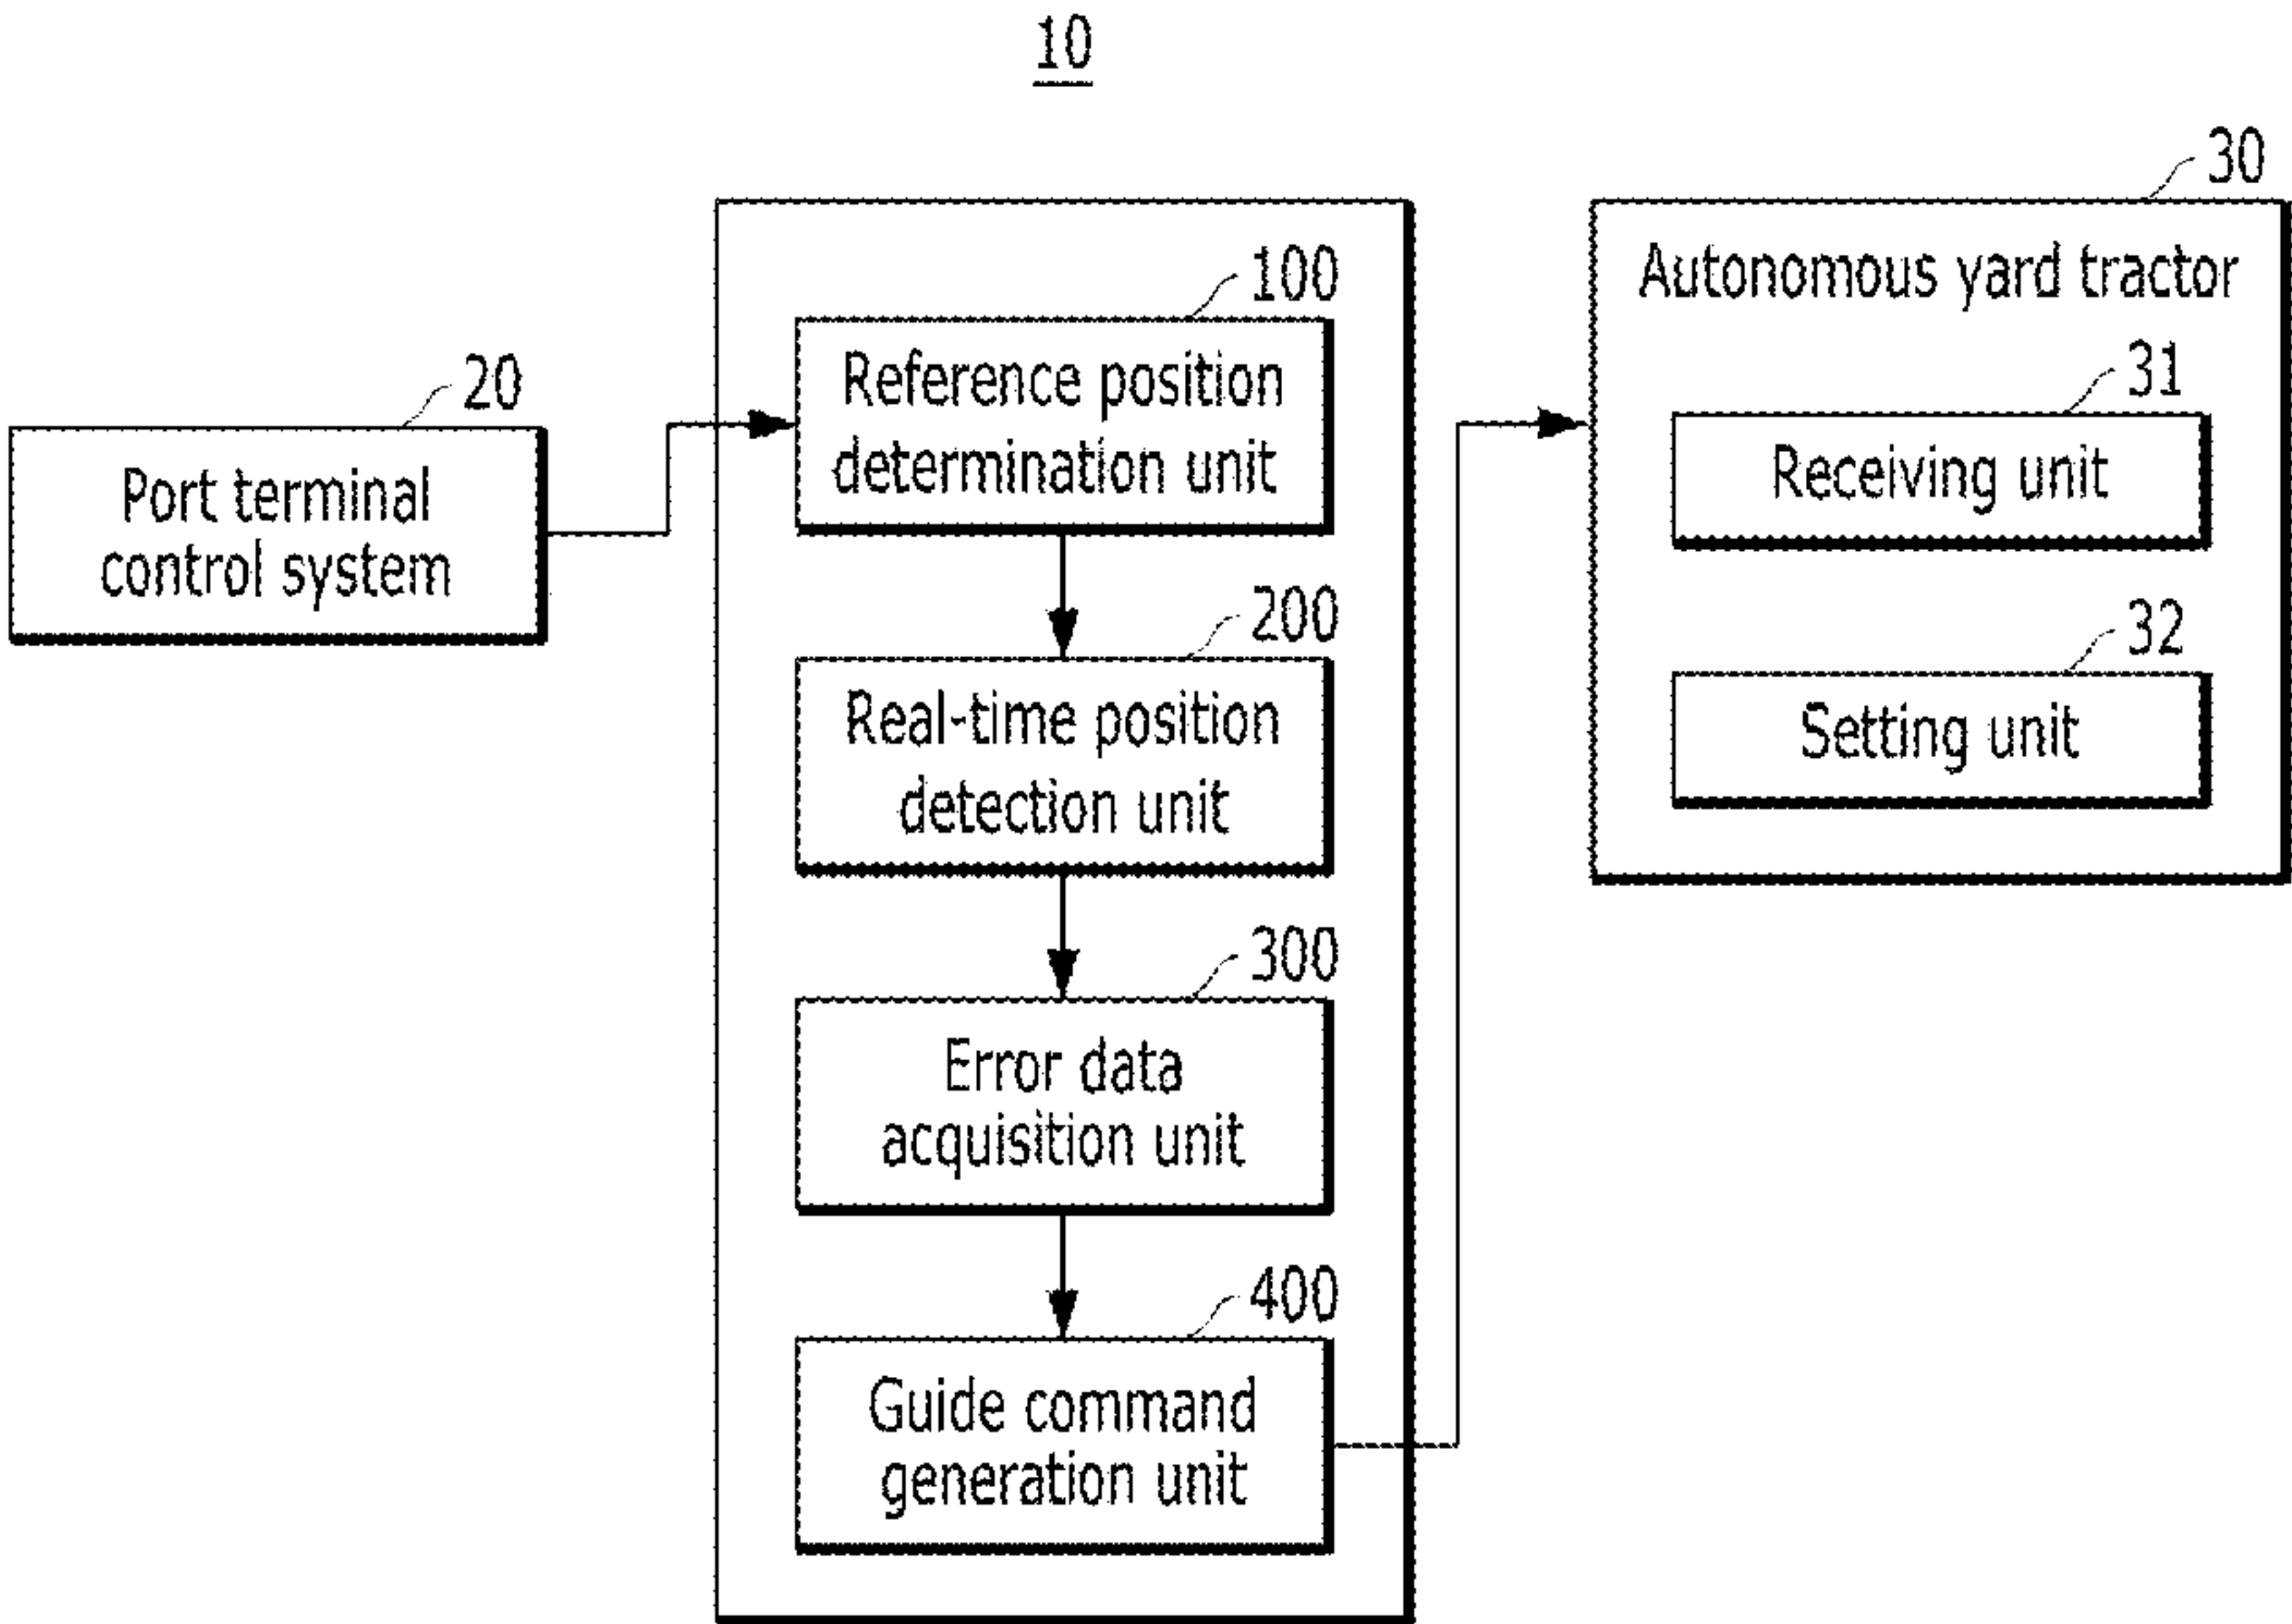 10
20
Port terminal
control system
100
Reference position
determination unit
200
Real-time position
detection unit
300
Error data
acquisition unit
400
Guide command
generation unit
30
Autonomous yard tractor
31
Receiving unit
32
Setting unit